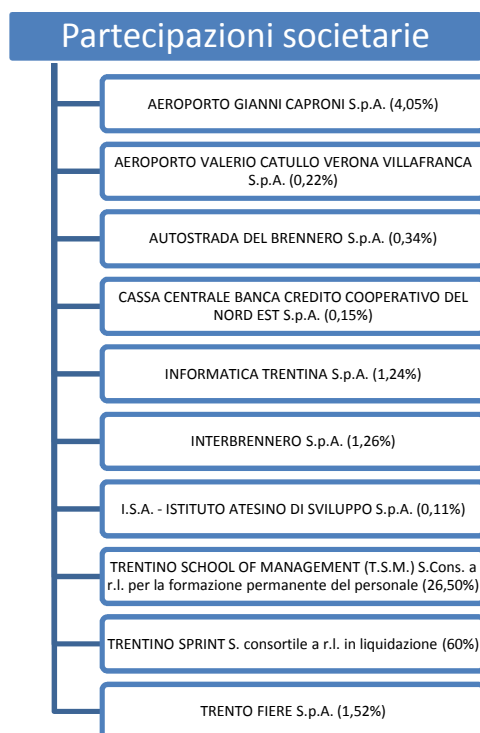 Partecipazioni societarie
AEROPORTO GIANNI CAPRONI S.p.A. (4,05%)
AEROPORTO VALERIO CATULLO VERONA VILLAFRANCA
S.p.A. (0,22%)
AUTOSTRADA DEL BRENNERO S.p.A. (0,34%)
CASSA CENTRALE BANCA CREDITO COOPERATIVO DEL
NORD EST S.p.A. (0,15%)
INFORMATICA TRENTINA S.p.A. (1,24%)
INTERBRENNERO S.p.A. (1,26%)
I.S.A. - ISTITUTO ATESINO DI SVILUPPO S.p.A. (0,11%)
TRENTINO SCHOOL OF MANAGEMENT (T.S.M.) S.Cons. a
r.l. per la formazione permanente del personale (26,50%)
TRENTINO SPRINT S. consortile a r.l. in liquidazione (60%)
TRENTO FIERE S.p.A. (1,52%)